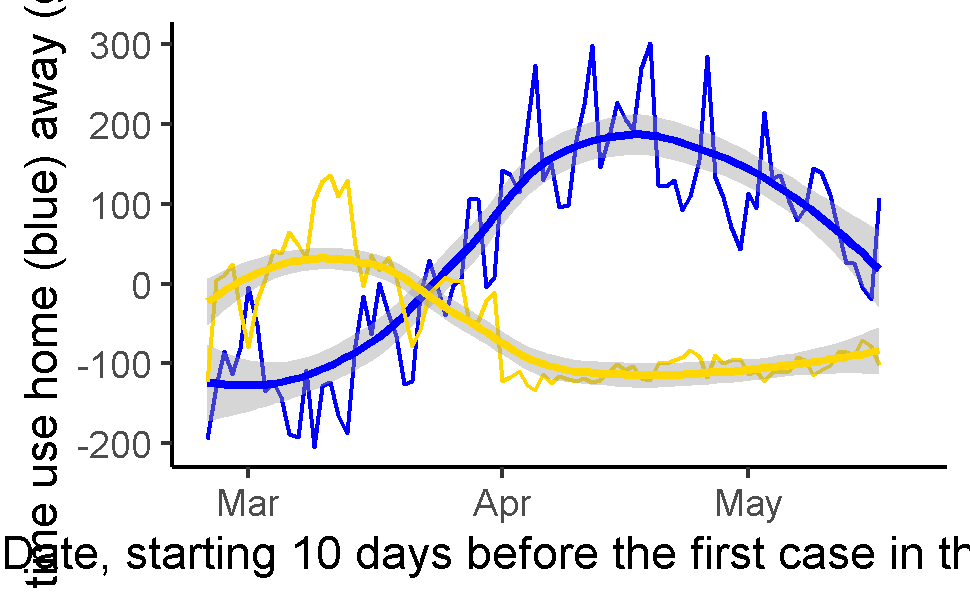 time use home (blue) away
300
200
100
0
-100
-200
Mar Apr May
Date, starting 10 days before the first case in